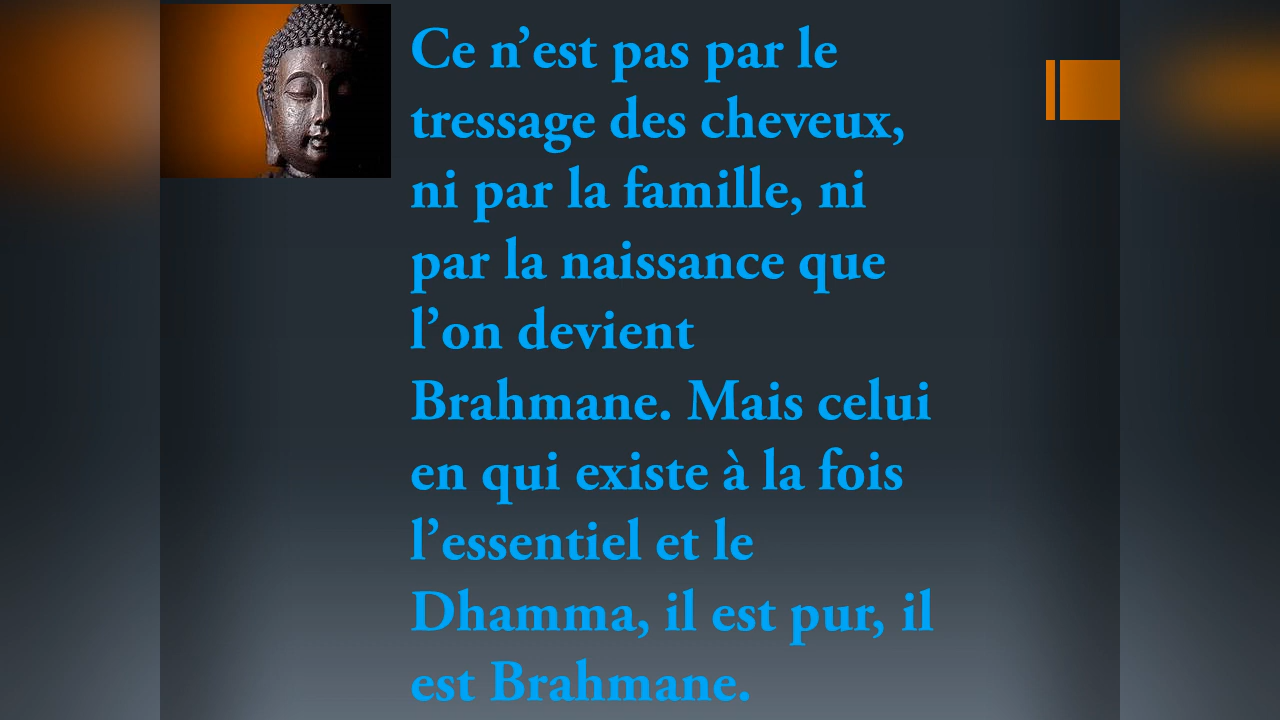 Ce n’est pas par le
tressage des cheveux,
ni par la famille, ni
par la naissance que
l’on devient
Brahmane. Mais celui
en qui existe à la fois
l’essentiel et le
Dhamma, il est pur, il
est Brahmane.